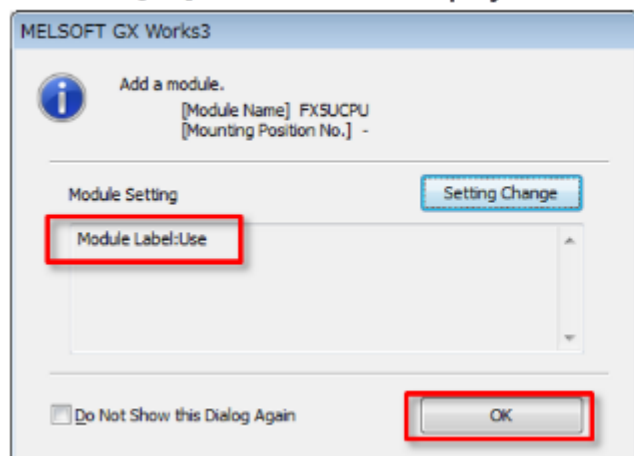 MELSOFT GX Works3
Add a module.
[Module Name] FX5UCPU
[Mounting Position No.] -
Module Setting
Setting Change
Module Label:Use
Do Not Show this Dialog Again
OK